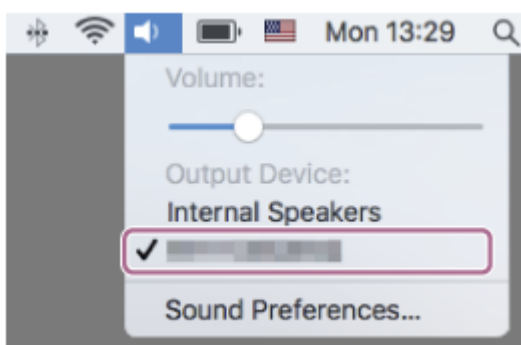 Mon 13:29
Volume:
Output Device:
Internal Speakers
Sound Preferences...